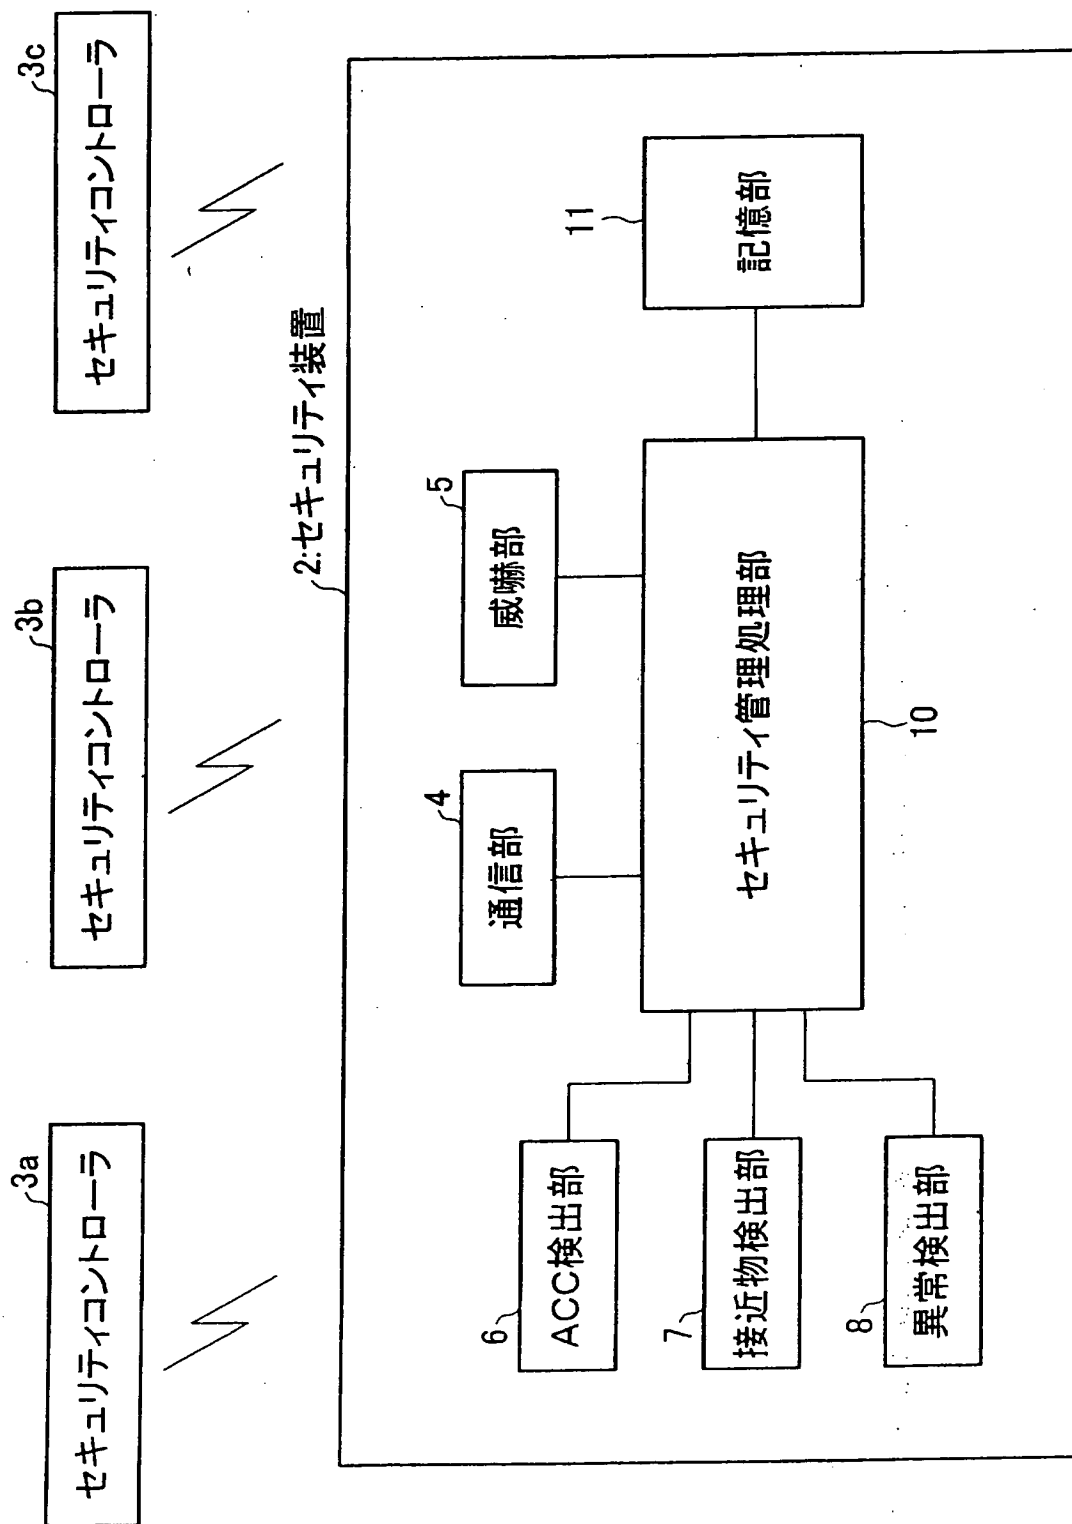 3a
セキュリティコントローラ
3b
セキュリティコントローラ
3c
セキュリティコントローラ
2:セキュリティ装置
4
通信部
5
威嚇部
6
ACC検出部
7
接近物検出部
8
異常検出部
セキュリティ管理処理部
10
11
記憶部